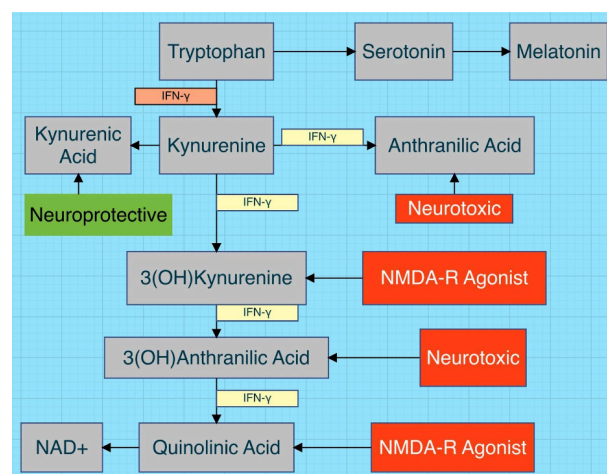 Tryptophan
Serotonin
Melatonin
IFN-γ
Kynurenic
Acid
Kynurenine
IFN-γ
Anthranilic Acid
Neuroprotective
IFN-γ
Neurotoxic
3(OH)Kynurenine
NMDA-R Agonist
IFN-γ
3(OH)Anthranilic Acid
Neurotoxic
IFN-γ
NAD+
Quinolinic Acid
NMDA-R Agonist